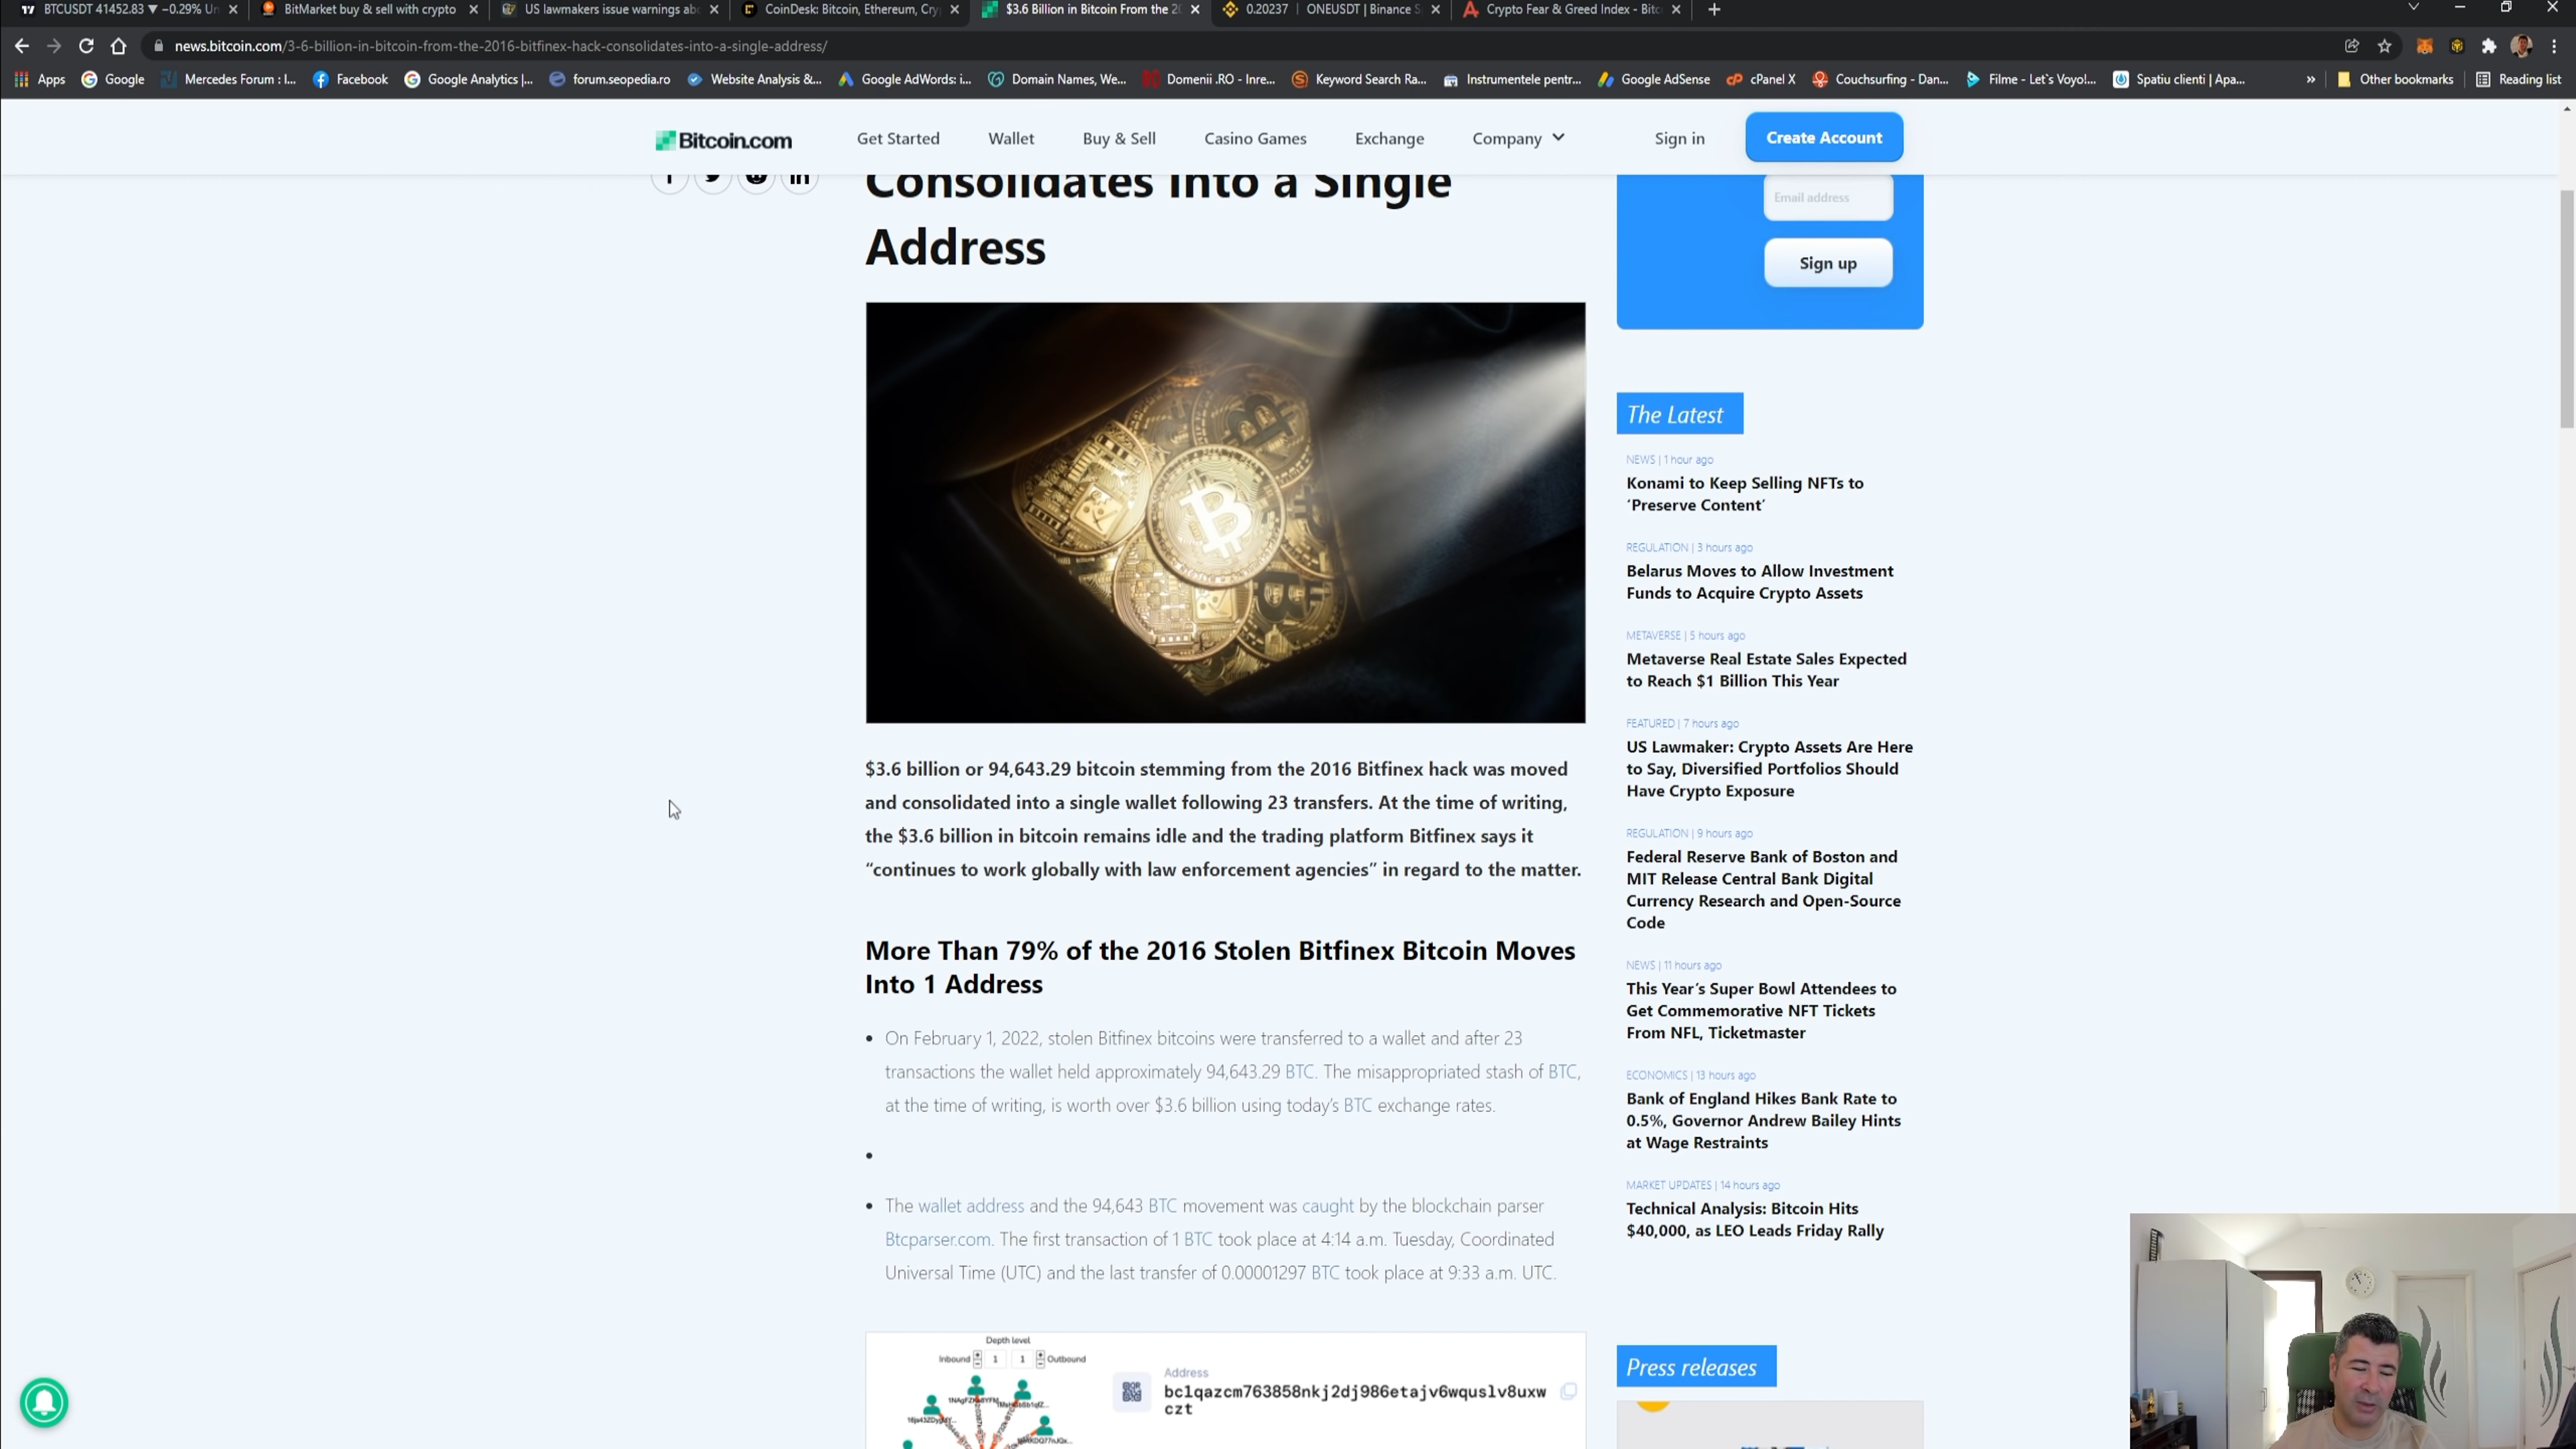 BTCUSDT 41452.83 ▼ −0.29% Un
BitMarket buy & sell with crypto
US lawmakers issue warnings ab
CoinDesk: Bitcoin, Ethereum, Cry
$3.6 Billion in Bitcoin From the 20
0.20237 | ONEUSDT | Binance S
Crypto Fear & Greed Index - Bitc
news.bitcoin.com/3-6-billion-in-bitcoin-from-the-2016-bitfinex-hack-consolidates-into-a-single-address/
Apps
Google
Mercedes Forum : I...
Facebook
Google Analytics |...
forum.seopedia.ro
Website Analysis &...
Google AdWords: i...
Domain Names, We...
Domenii .RO - Inre...
Keyword Search Ra...
Instrumentele pentr...
Google AdSense
cPanel X
Couchsurfing - Dan...
Filme - Let`s Voyo!...
Spatiu clienti | Apa...
»
Other bookmarks
Reading list
Bitcoin.com
Get Started
Wallet
Buy & Sell
Casino Games
Exchange
Company
Sign in
Create Account
Consolidates Into a Single
Address
$3.6 billion or 94,643.29 bitcoin stemming from the 2016 Bitfinex hack was moved
and consolidated into a single wallet following 23 transfers. At the time of writing,
the $3.6 billion in bitcoin remains idle and the trading platform Bitfinex says it
“continues to work globally with law enforcement agencies” in regard to the matter.
More Than 79% of the 2016 Stolen Bitfinex Bitcoin Moves
Into 1 Address
• On February 1, 2022, stolen Bitfinex bitcoins were transferred to a wallet and after 23
transactions the wallet held approximately 94,643.29 BTC. The misappropriated stash of BTC,
at the time of writing, is worth over $3.6 billion using today’s BTC exchange rates.
•
• The wallet address and the 94,643 BTC movement was caught by the blockchain parser
Btcparser.com. The first transaction of 1 BTC took place at 4:14 a.m. Tuesday, Coordinated
Universal Time (UTC) and the last transfer of 0.00001297 BTC took place at 9:33 a.m. UTC.
Depth level
Inbound 1 1 Outbound
Address
bc1qazcm763858nkj2dj986etajv6wquslv8uxw
czt
Email address
Sign up
The Latest
NEWS | 1 hour ago
Konami to Keep Selling NFTs to
‘Preserve Content’
REGULATION | 3 hours ago
Belarus Moves to Allow Investment
Funds to Acquire Crypto Assets
METAVERSE | 5 hours ago
Metaverse Real Estate Sales Expected
to Reach $1 Billion This Year
FEATURED | 7 hours ago
US Lawmaker: Crypto Assets Are Here
to Say, Diversified Portfolios Should
Have Crypto Exposure
REGULATION | 9 hours ago
Federal Reserve Bank of Boston and
MIT Release Central Bank Digital
Currency Research and Open-Source
Code
NEWS | 11 hours ago
This Year’s Super Bowl Attendees to
Get Commemorative NFT Tickets
From NFL, Ticketmaster
ECONOMICS | 13 hours ago
Bank of England Hikes Bank Rate to
0.5%, Governor Andrew Bailey Hints
at Wage Restraints
MARKET UPDATES | 14 hours ago
Technical Analysis: Bitcoin Hits
$40,000, as LEO Leads Friday Rally
Press releases